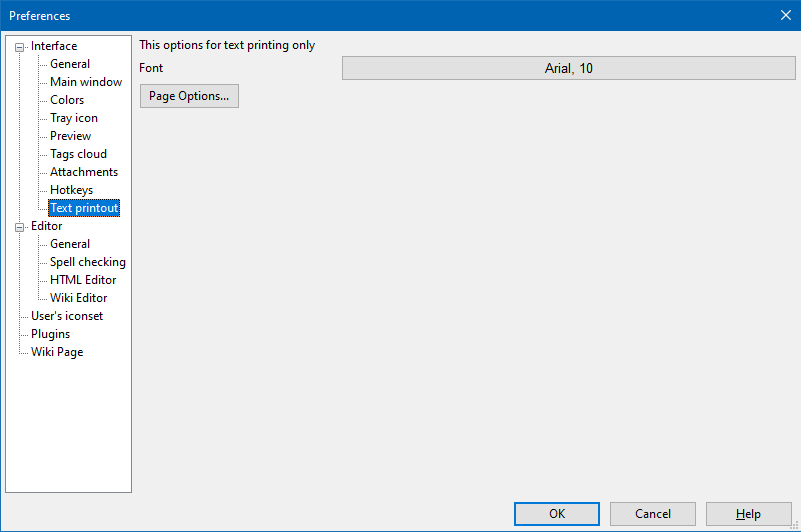 Preferences
Interface
General
Main window
Colors
Tray icon
Preview
Tags cloud
Attachments
Hotkeys
Text printout
Editor
General
Spell checking
HTML Editor
Wiki Editor
User's iconset
Plugins
Wiki Page
This options for text printing only
Font
Arial, 10
Page Options...
OK
Cancel
Help